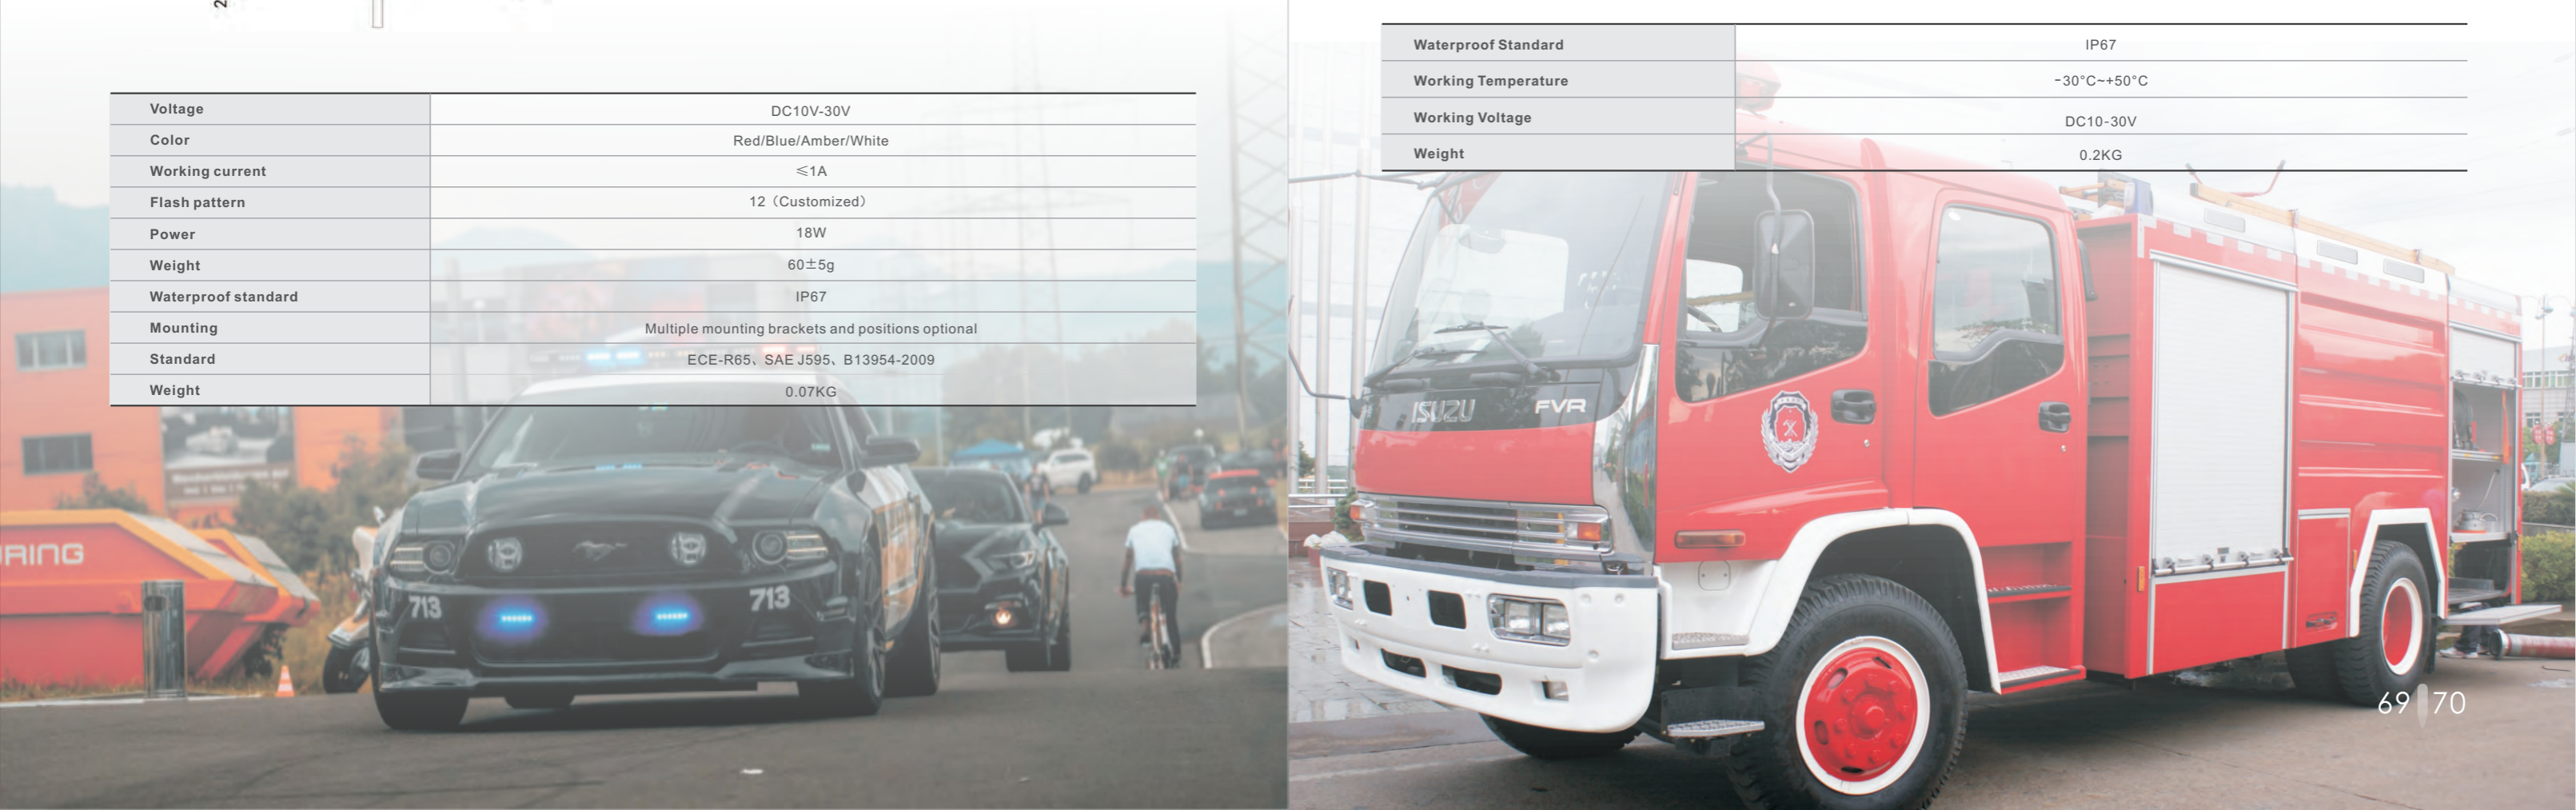 2
Voltage DC10V-30V
Color Red/Blue/Amber/White
Working current ≤1A
Flash pattern 12（Customized）
Power 18W
Weight 60±5g
Waterproof standard IP67
Mounting Multiple mounting brackets and positions optional
Standard ECE-R65、SAE J595、B13954-2009
Weight 0.07KG
RING
713
713
Waterproof Standard IP67
Working Temperature -30°C~+50°C
Working Voltage DC10-30V
Weight 0.2KG
ISUZU FVR
69 70